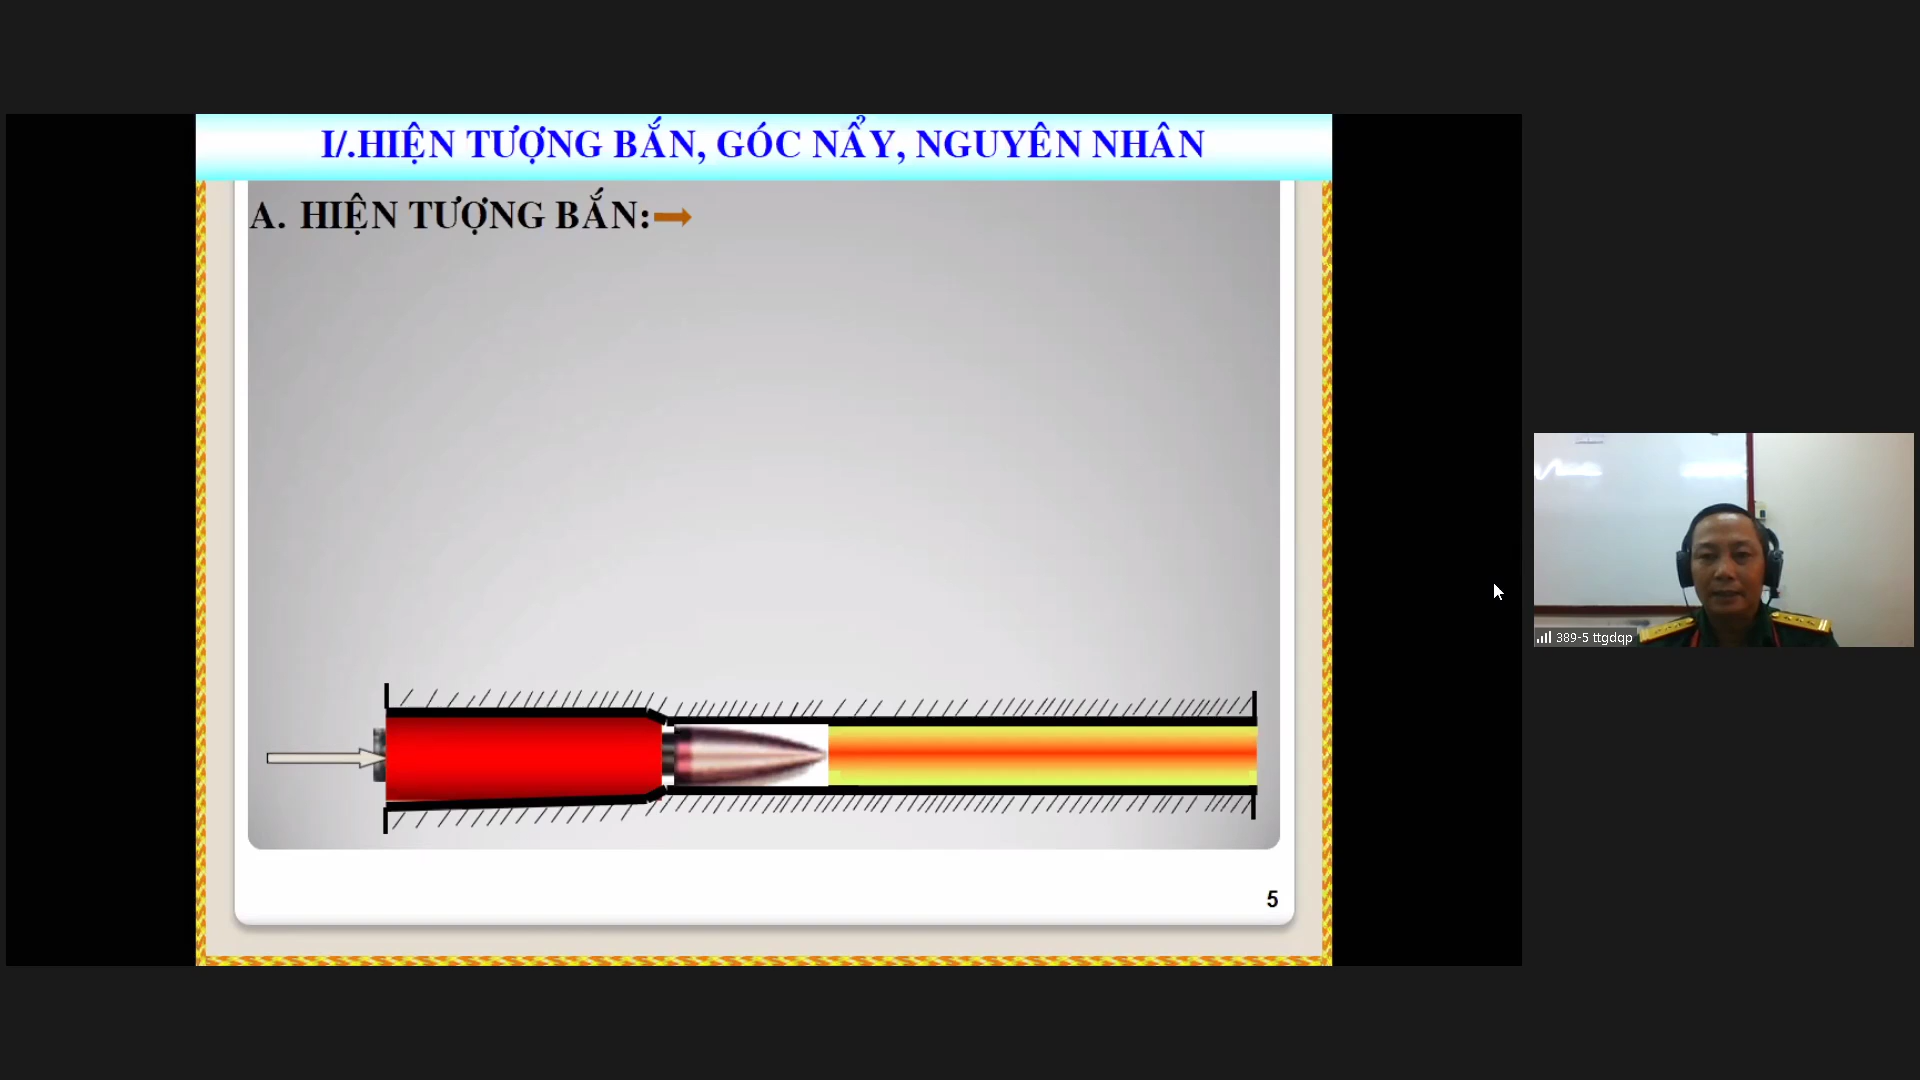 I/.HIỆN TƯỢNG BẮN, GÓC NẨY, NGUYÊN NHÂN
A. HIỆN TƯỢNG BẮN:
5
389-5 ttgdqp